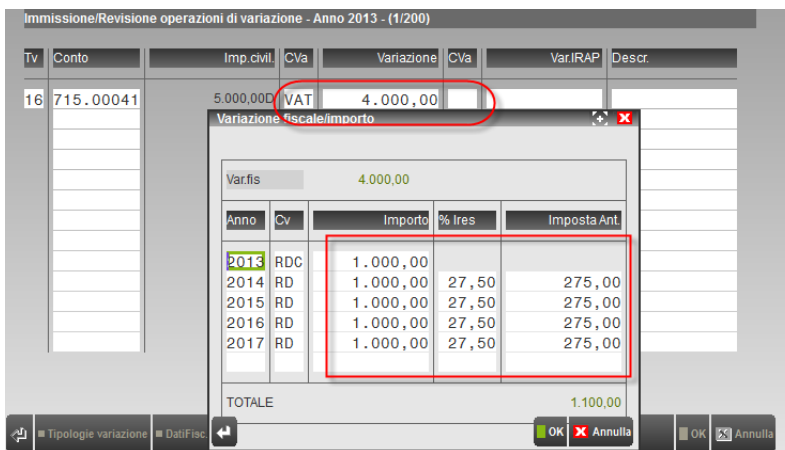 Immissione/Revisione operazioni di variazione - Anno 2013 - (1/200)
Tv Conto Imp.civil. CVa Variazione CVa Var.IRAP Descr.
16 715.00041 5.000,00D VAT 4.000,00
Variazione fiscale/importo
Var.fis 4.000,00
Anno Cv Importo % Ires Imposta Ant.
2013 RDC 1.000,00
2014 RD 1.000,00 27,50 275,00
2015 RD 1.000,00 27,50 275,00
2016 RD 1.000,00 27,50 275,00
2017 RD 1.000,00 27,50 275,00
TOTALE 1.100,00
OK Annulla
Tipologie variazione DatiFisc. OK Annulla